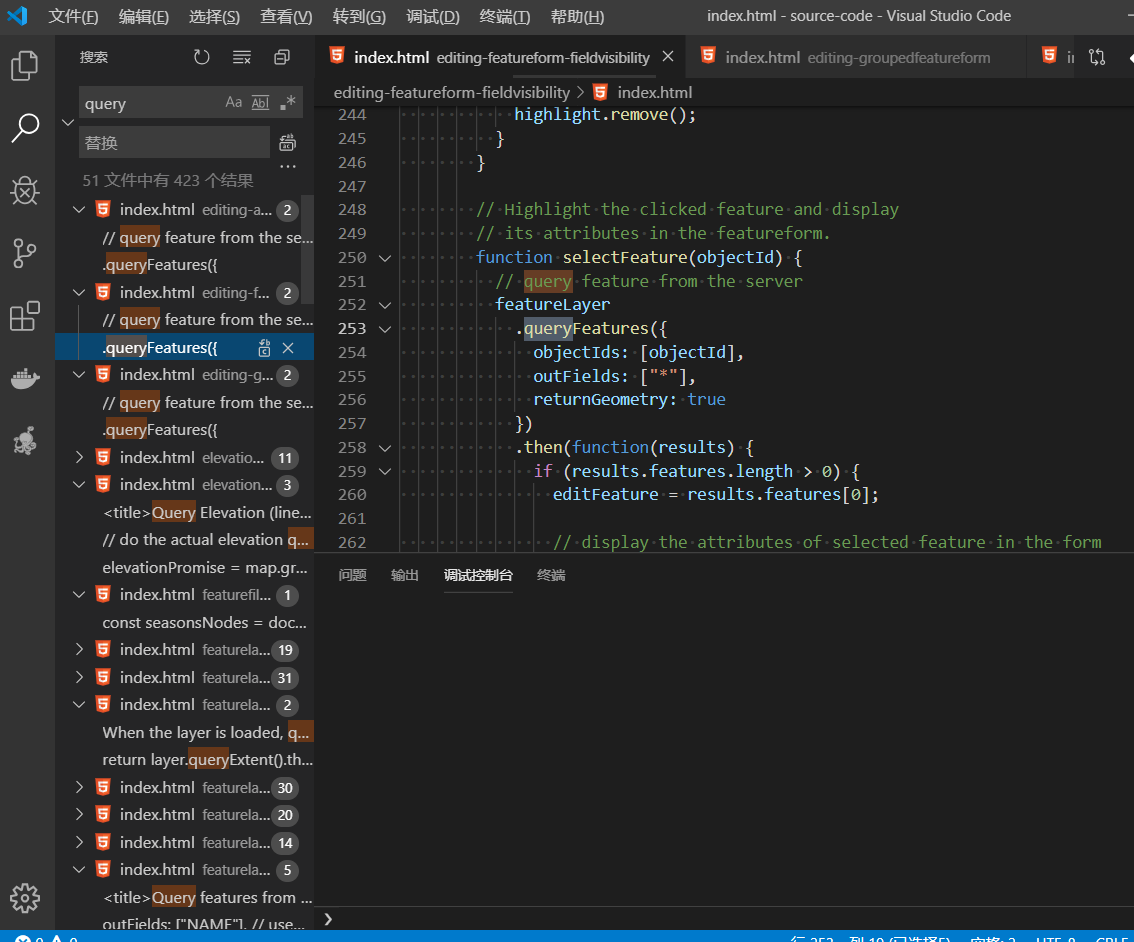 文件(F) 编辑(E) 选择(S) 查看(V) 转到(G) 调试(D) 终端(T) 帮助(H) index.html - source-code - Visual Studio Code
搜索
query Aa Abl .*
替换
...
51 文件中有 423 个结果
index.html editing-a... 2
// query feature from the se...
.queryFeatures({
index.html editing-f... 2
// query feature from the se...
.queryFeatures({
index.html editing-g... 2
// query feature from the se...
.queryFeatures({
index.html elevatio... 11
index.html elevation... 3
<title>Query Elevation (line...
// do the actual elevation q...
elevationPromise = map.gr...
index.html featurefil... 1
const seasonsNodes = doc...
index.html featurela... 19
index.html featurela... 31
index.html featurela... 2
When the layer is loaded, q...
return layer.queryExtent().th...
index.html featurela... 30
index.html featurela... 20
index.html featurela... 14
index.html featurela... 5
<title>Query features from ...
outFields: ["NAME"], // use...
index.html editing-featureform-fieldvisibility index.html editing-groupedfeatureform
editing-featureform-fieldvisibility > index.html
244 highlight.remove();
245 }
246 }
247
248 // Highlight the clicked feature and display
249 // its attributes in the featureform.
250 function selectFeature(objectId) {
251 // query feature from the server
252 featureLayer
253 .queryFeatures({
254 objectIds: [objectId],
255 outFields: ["*"],
256 returnGeometry: true
257 })
258 .then(function(results) {
259 if (results.features.length > 0) {
260 editFeature = results.features[0];
261
262 // display the attributes of selected feature in the form
问题 输出 调试控制台 终端